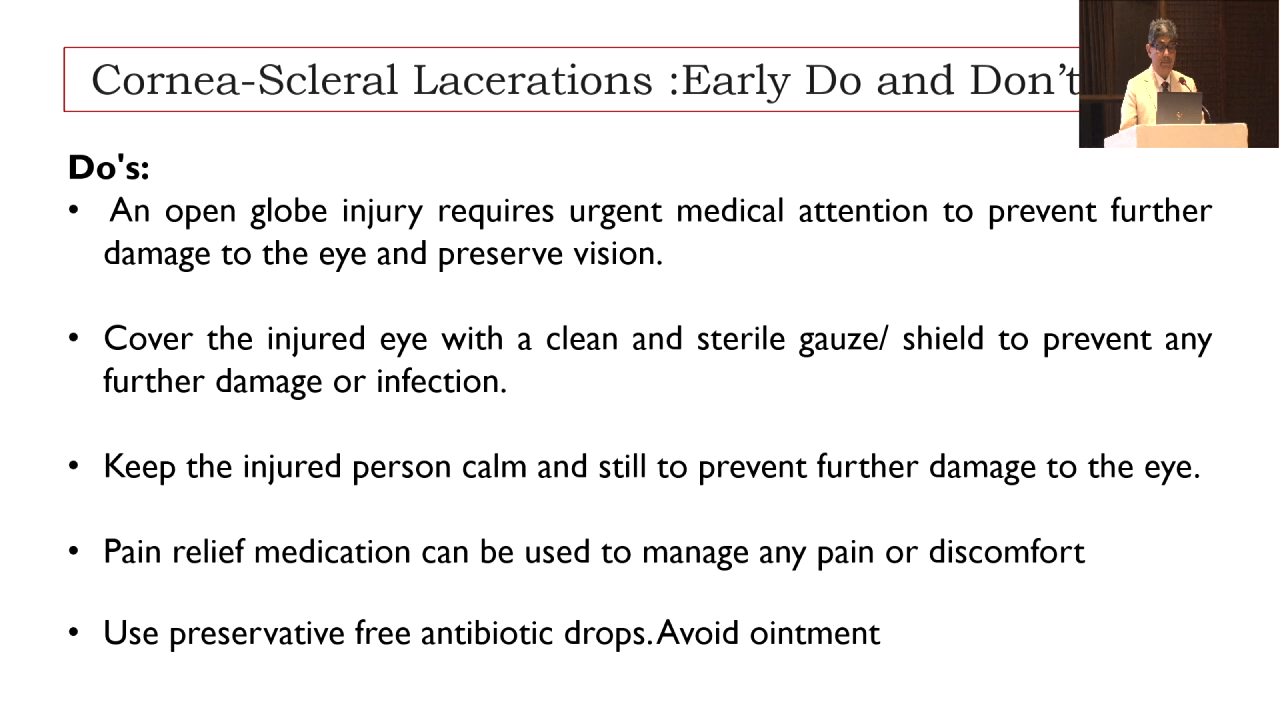 Cornea-Scleral Lacerations :Early Do and Don't
Do's:
• An open globe injury requires urgent medical attention to prevent further
damage to the eye and preserve vision.
• Cover the injured eye with a clean and sterile gauze/ shield to prevent any
further damage or infection.
• Keep the injured person calm and still to prevent further damage to the eye.
• Pain relief medication can be used to manage any pain or discomfort
• Use preservative free antibiotic drops. Avoid ointment